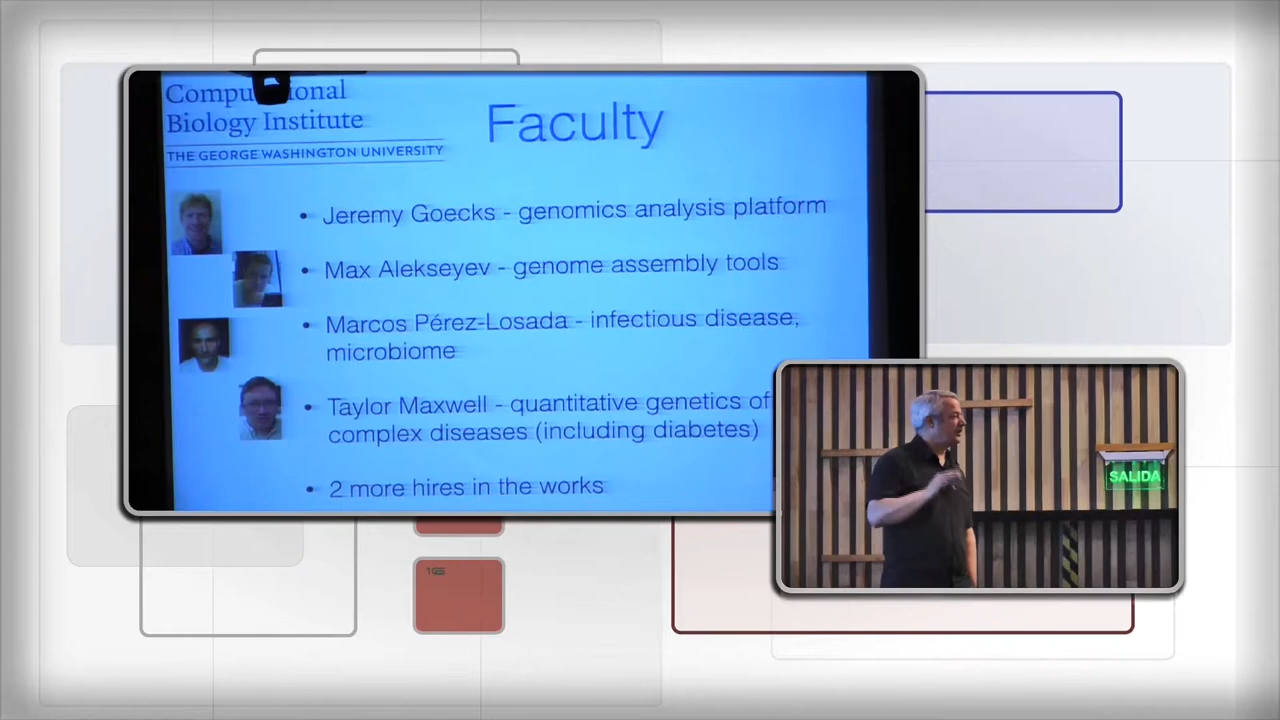 Computational
Biology Institute
THE GEORGE WASHINGTON UNIVERSITY
Faculty
• Jeremy Goecks - genomics analysis platform
• Max Alekseyev - genome assembly tools
• Marcos Pérez-Losada - infectious disease,
microbiome
• Taylor Maxwell - quantitative genetics of
complex diseases (including diabetes)
• 2 more hires in the works
SALIDA